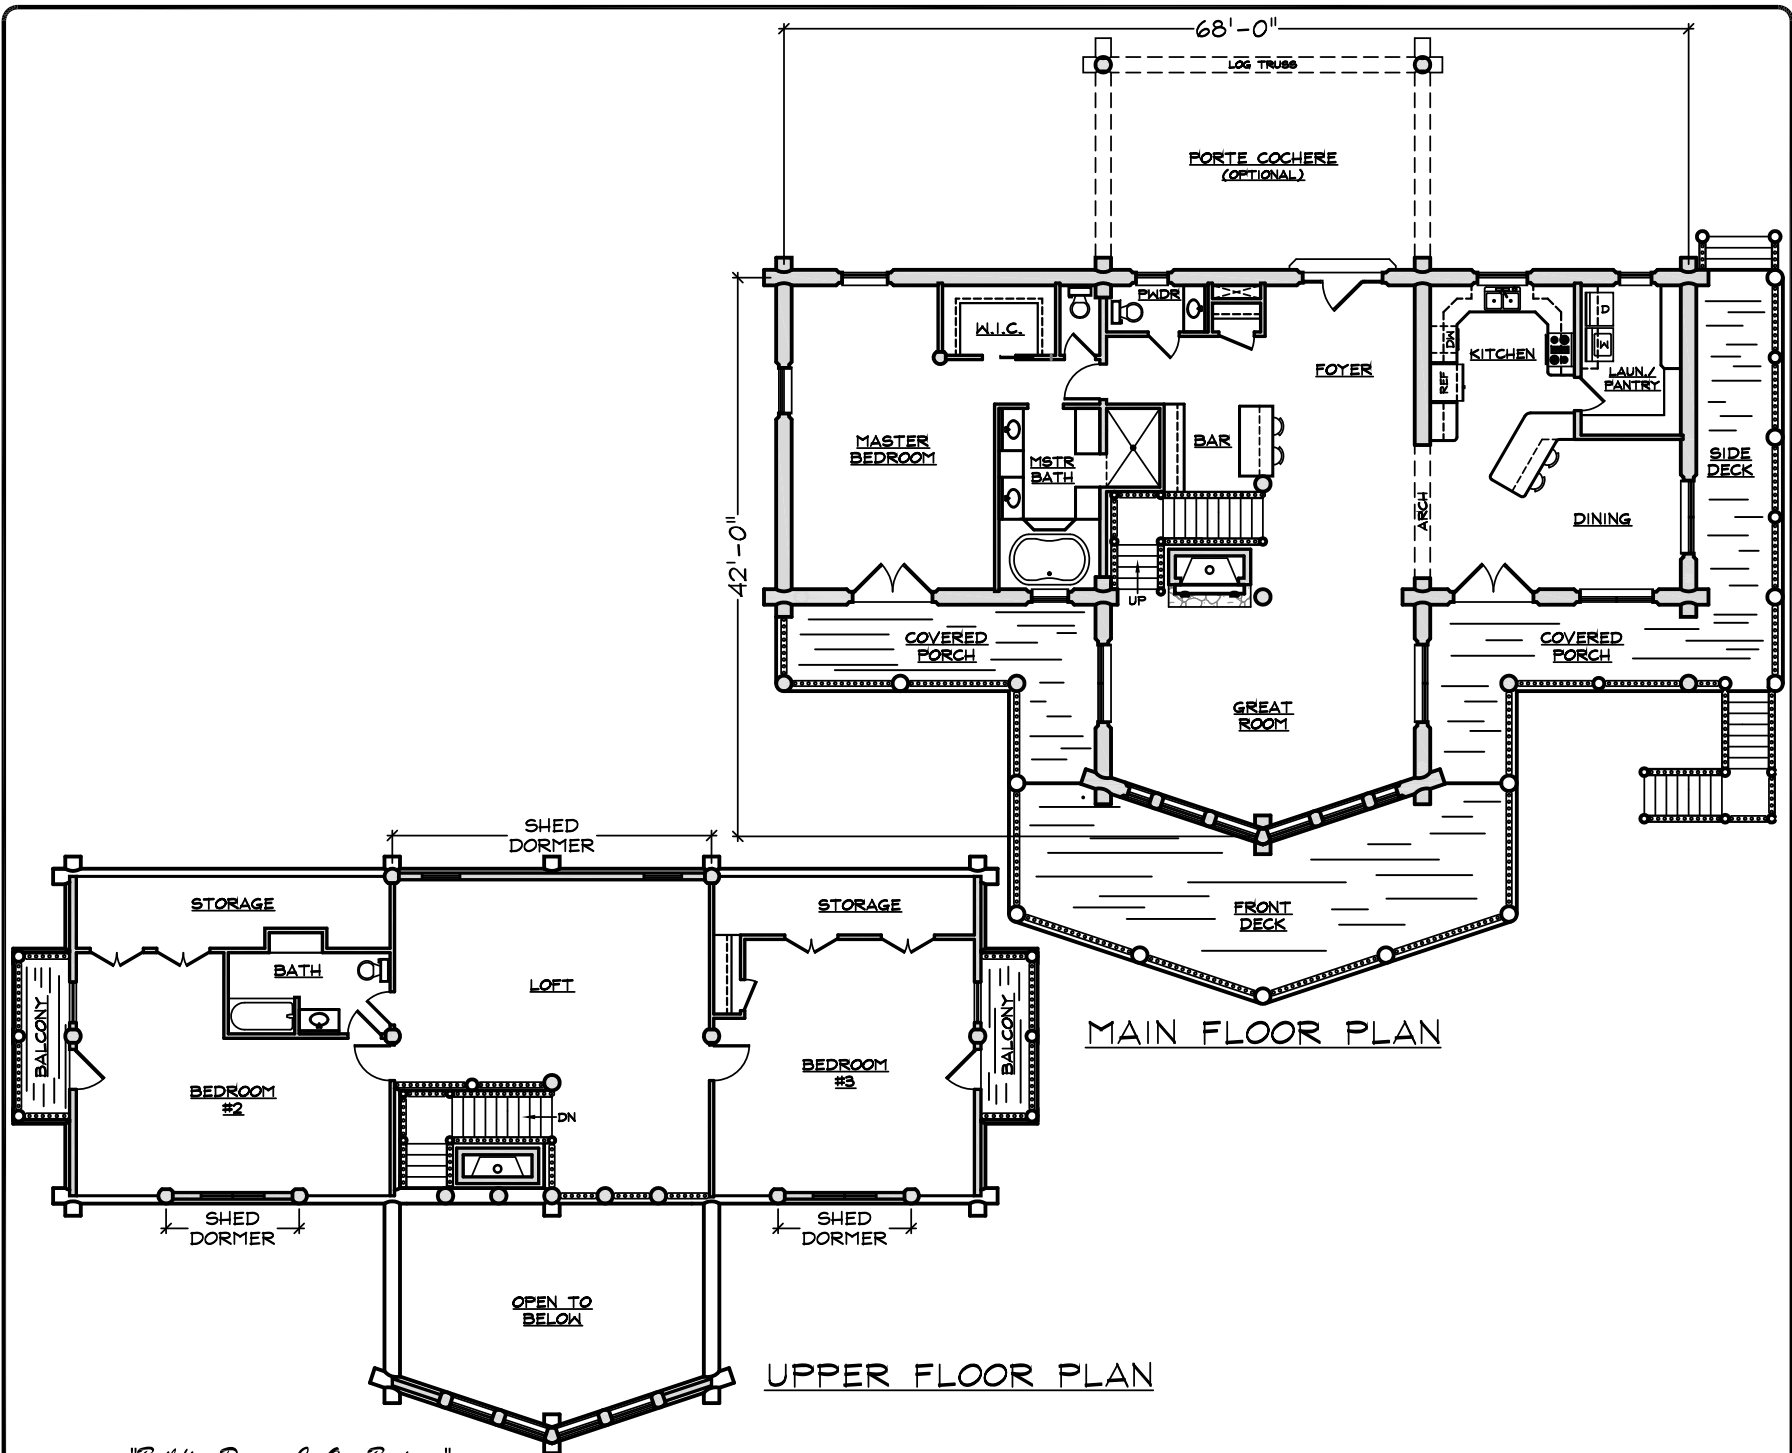 68'-0"
LOG TRUSS
PORTE COCHERE
(OPTIONAL)
PWDR
W.I.C.
FOYER
DW
KITCHEN
D
W
REF
LAUN./
PANTRY
MASTER
BEDROOM
MSTR
BATH
BAR
SIDE
DECK
ARCH
DINING
42'-0"
UP
COVERED
PORCH
COVERED
PORCH
GREAT
ROOM
FRONT
DECK
MAIN FLOOR PLAN
SHED
DORMER
STORAGE
STORAGE
BATH
LOFT
BALCONY
BALCONY
BEDROOM
#2
BEDROOM
#3
DN
SHED
DORMER
SHED
DORMER
OPEN TO
BELOW
UPPER FLOOR PLAN